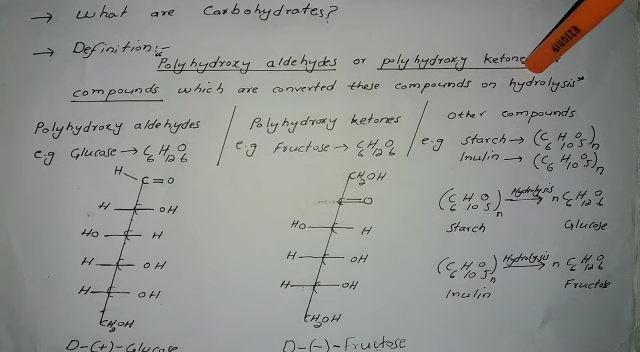 → What are Carbohydrates?
→ Definition:- "Polyhydroxy aldehydes or polyhydroxy ketone
compounds which are converted these compounds on hydrolysis"
Polyhydroxy aldehydes
e.g Glucose → C6H12O6
Polyhydroxy ketones
e.g Fructose → C6H12O6
Other compounds
e.g Starch → (C6H10O5)n
Inulin → (C6H10O5)n
H C=O
H C OH
HO C H
H C OH
H C OH
CH2OH
D-(+)-Glucose
CH2OH
C=O
HO C H
H C OH
H C OH
CH2OH
D-(-)-Fructose
(C6H10O5)n Hydrolysis → n C6H12O6
Starch Glucose
(C6H10O5)n Hydrolysis → n C6H12O6
Inulin Fructose